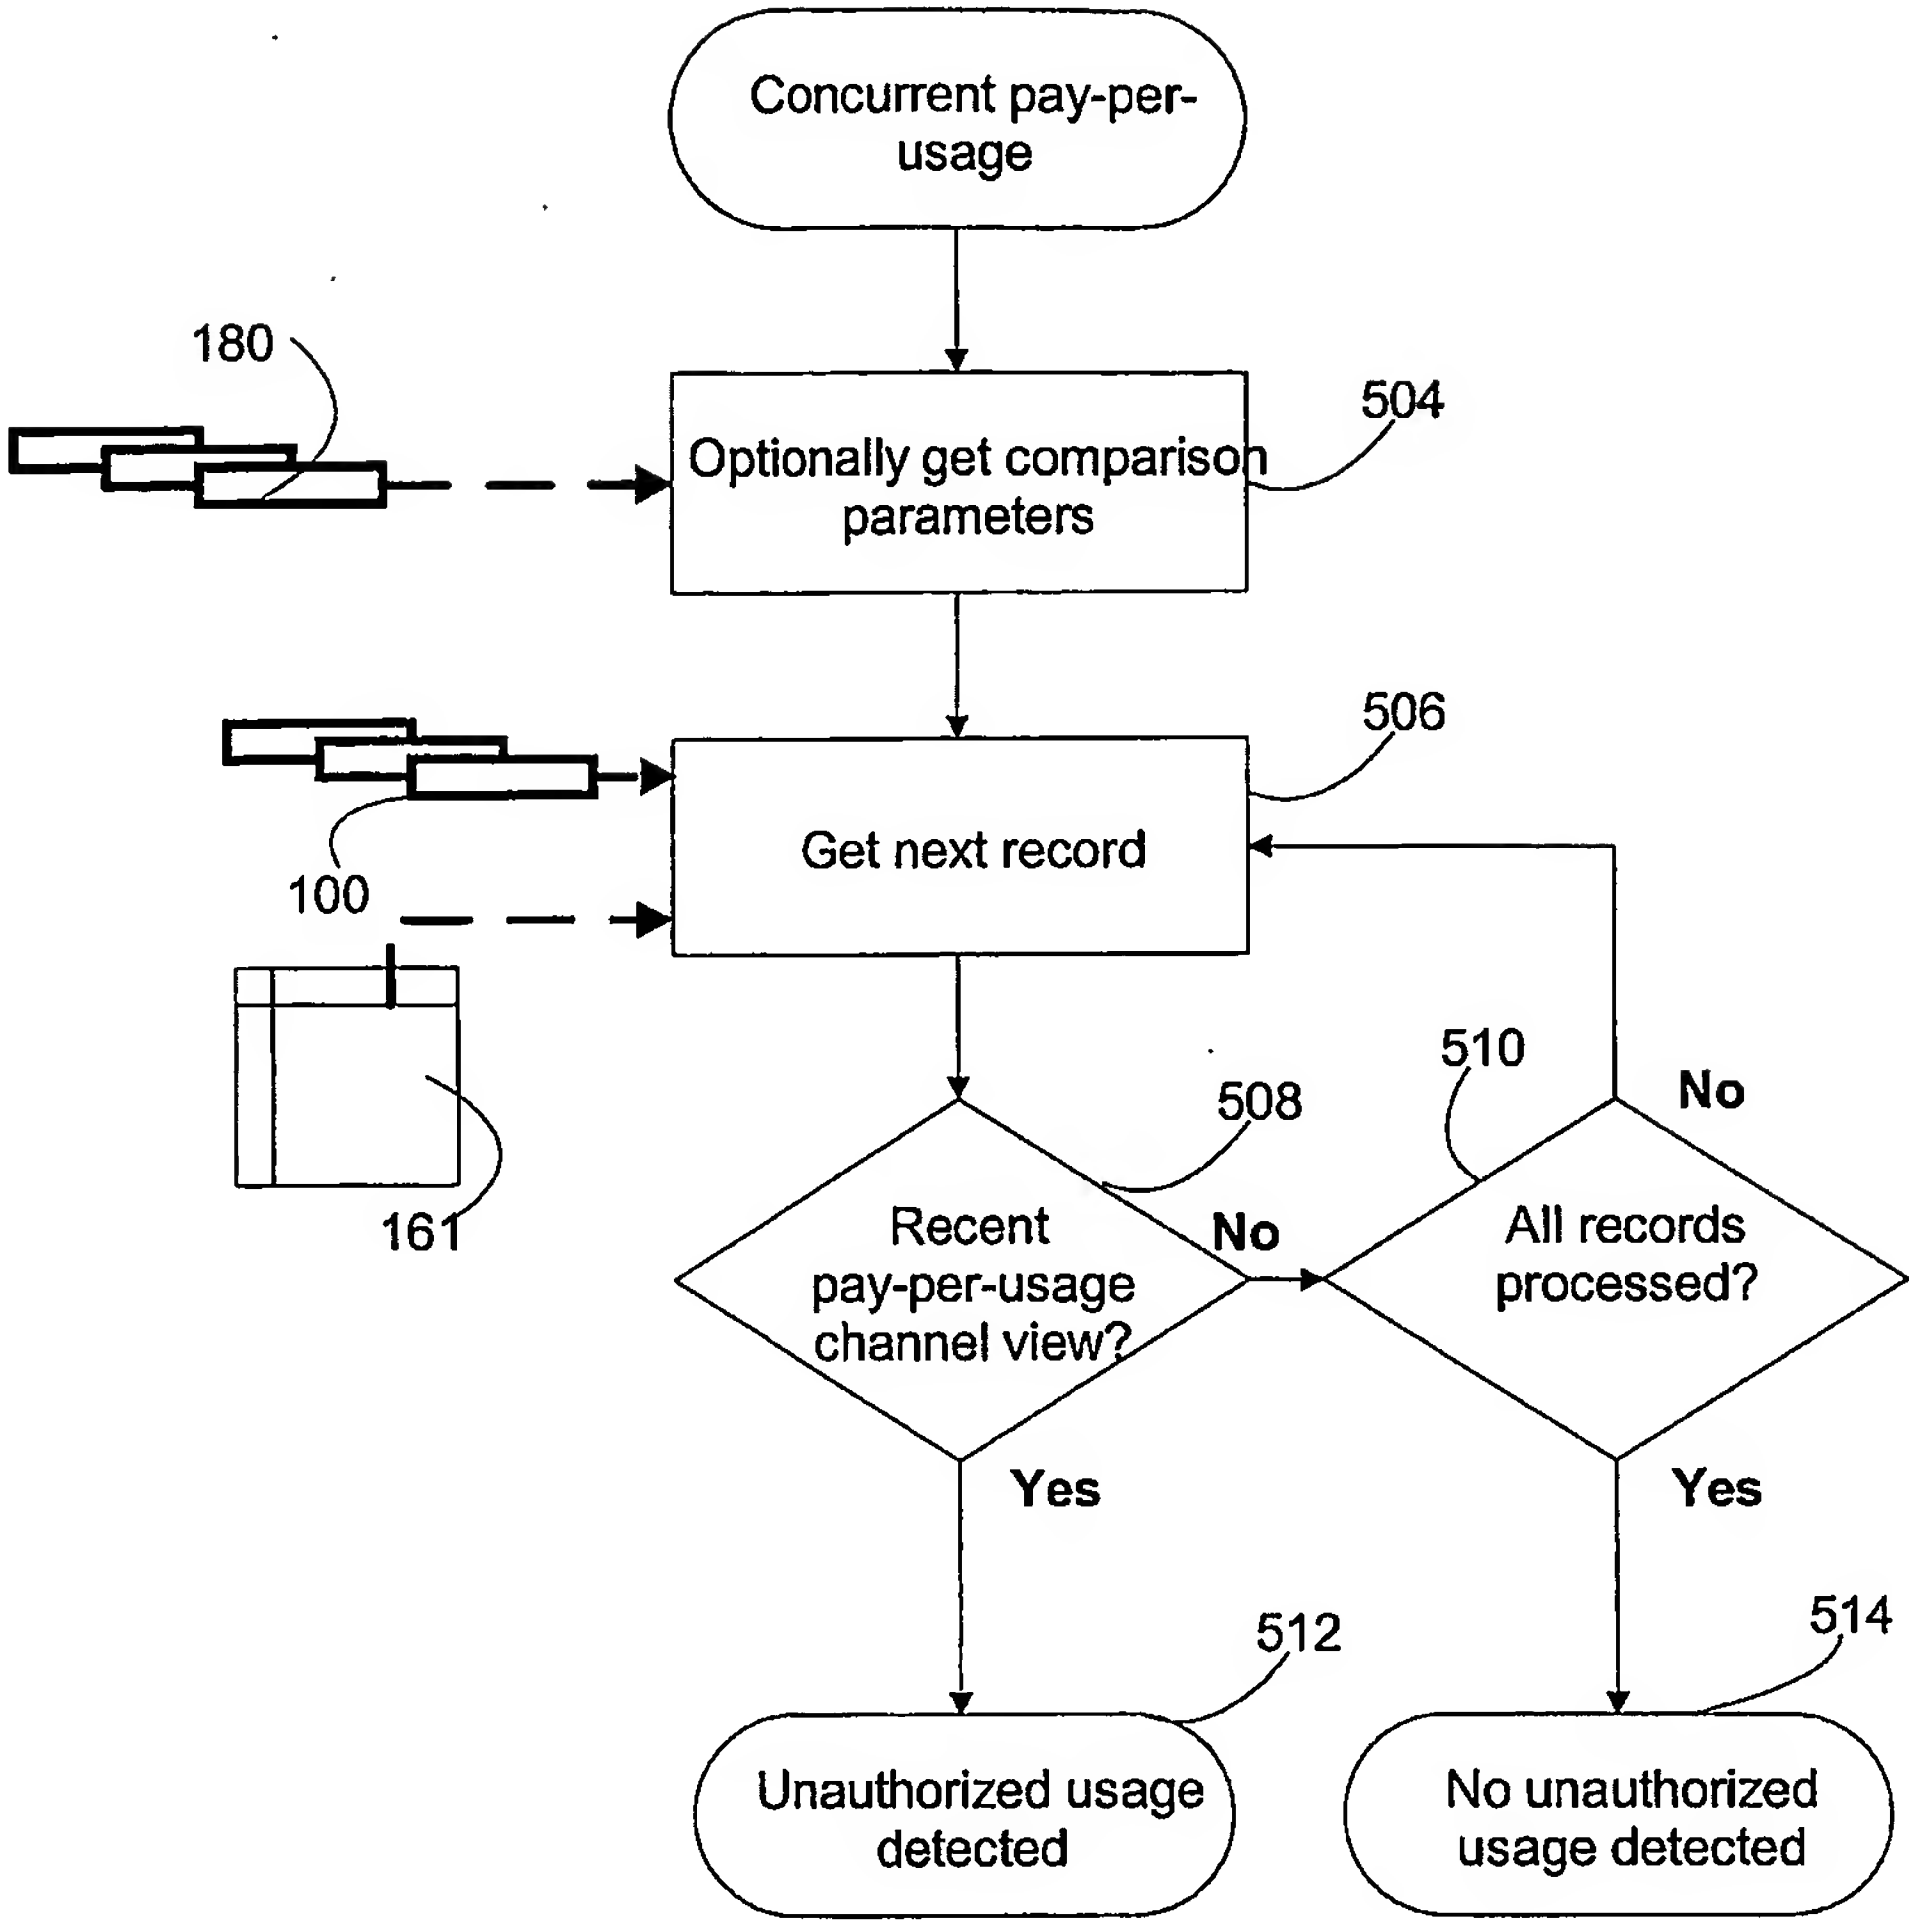 Concurrent pay-per-
usage
180
504
Optionally get comparison
parameters
506
100
Get next record
161
510
No
508
Recent
pay-per-usage
channel view?
No
All records
processed?
Yes
Yes
512
514
Unauthorized usage
detected
No unauthorized
usage detected